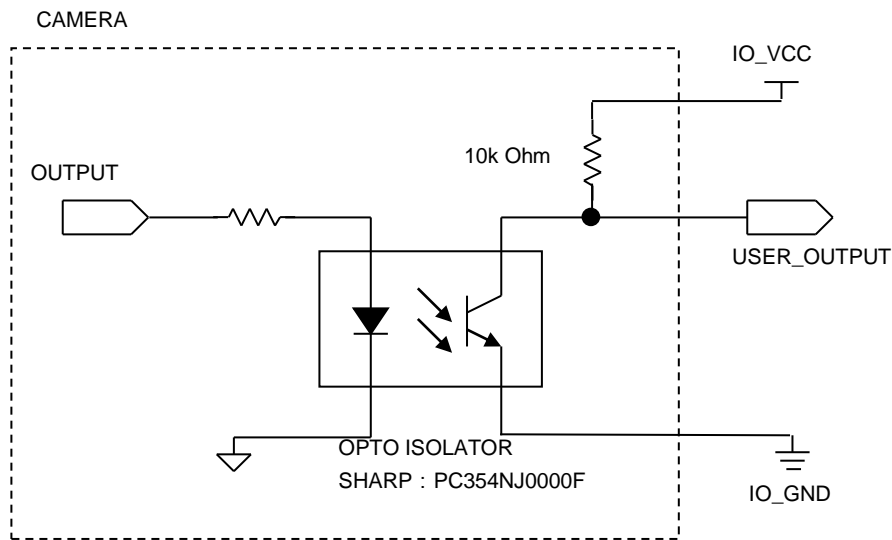 CAMERA
IO_VCC
10k Ohm
OUTPUT
USER_OUTPUT
OPTO ISOLATOR
SHARP : PC354NJ0000F
IO_GND